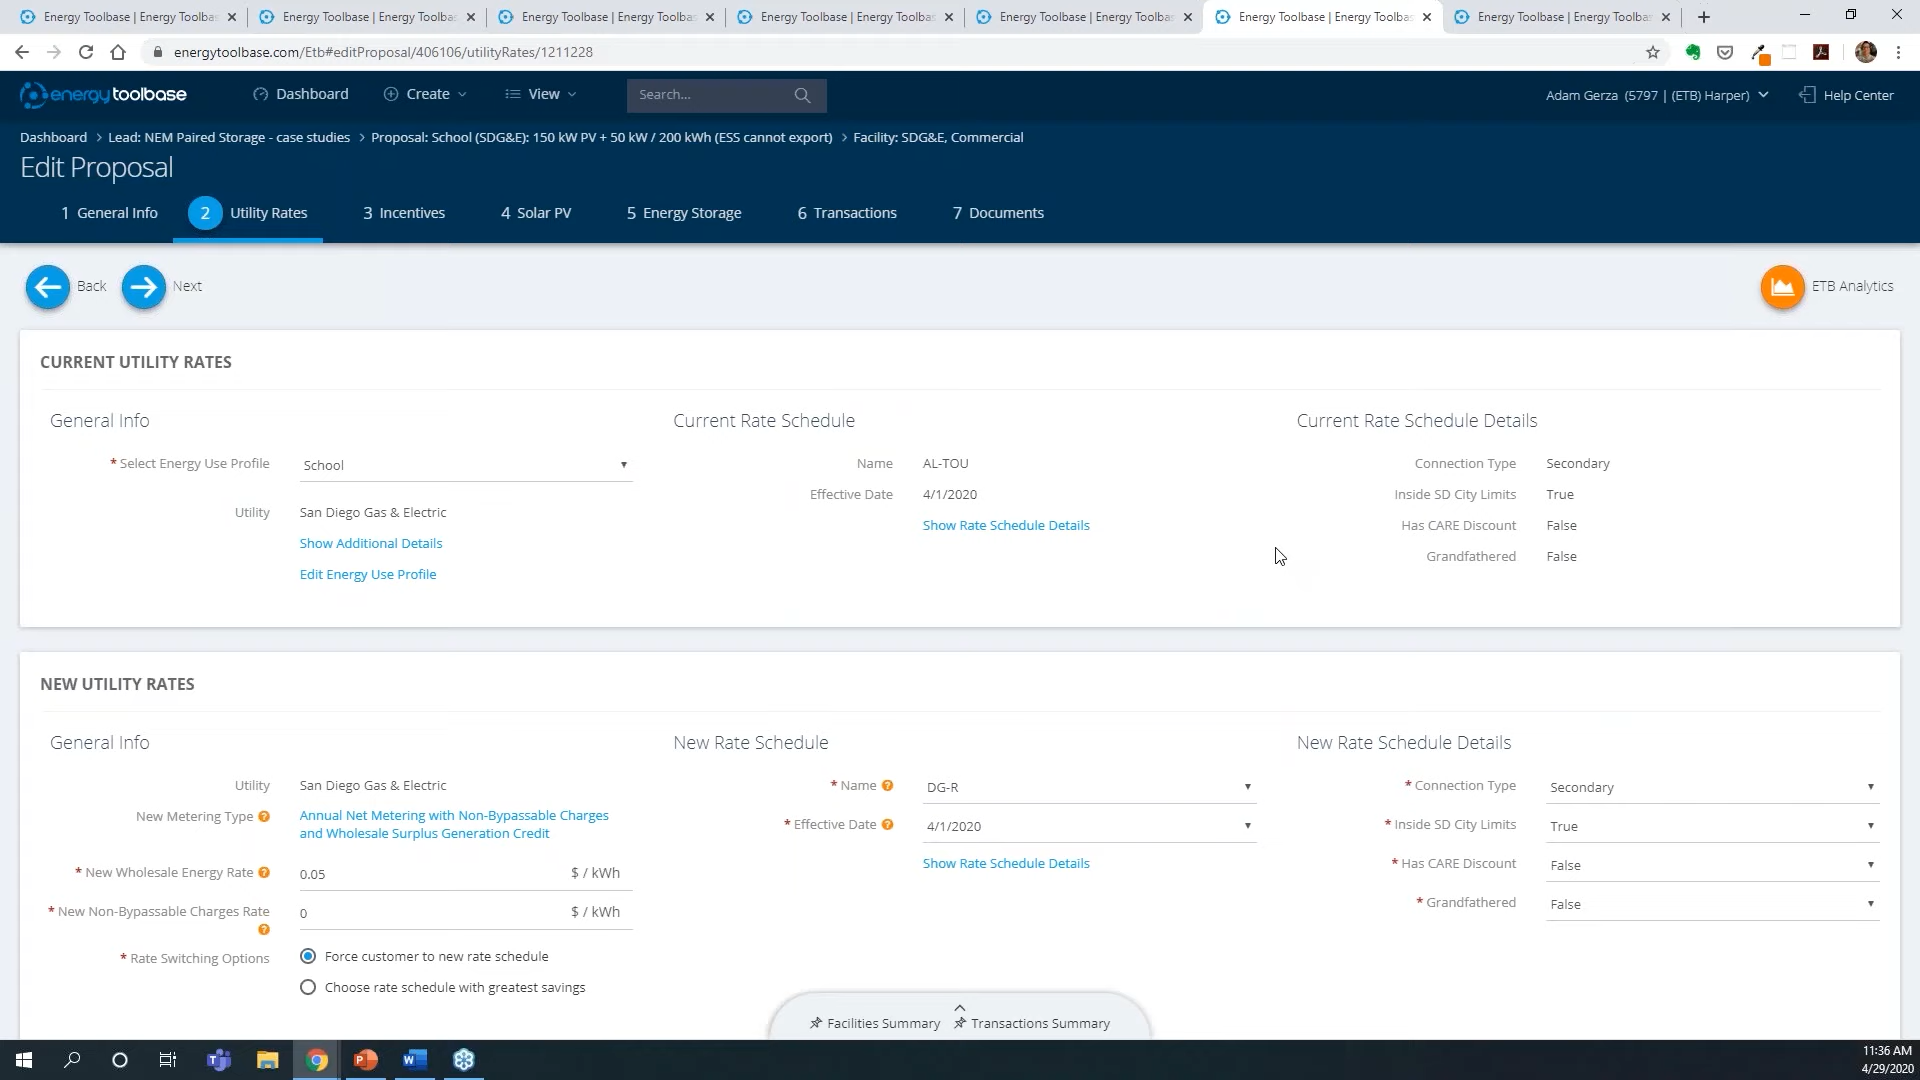 Energy Toolbase | Energy Toolbas
Energy Toolbase | Energy Toolbas
Energy Toolbase | Energy Toolbas
Energy Toolbase | Energy Toolbas
Energy Toolbase | Energy Toolbas
Energy Toolbase | Energy Toolbas
Energy Toolbase | Energy Toolbas
energytoolbase.com/Etb#editProposal/406106/utilityRates/1211228
energytoolbase
Dashboard
Create
View
Search...
Adam Gerza (5797 | (ETB) Harper)
Help Center
Dashboard > Lead: NEM Paired Storage - case studies > Proposal: School (SDG&E): 150 kW PV + 50 kW / 200 kWh (ESS cannot export) > Facility: SDG&E, Commercial
Edit Proposal
1 General Info
2 Utility Rates
3 Incentives
4 Solar PV
5 Energy Storage
6 Transactions
7 Documents
Back
Next
ETB Analytics
CURRENT UTILITY RATES
General Info
* Select Energy Use Profile School
Utility San Diego Gas & Electric
Show Additional Details
Edit Energy Use Profile
Current Rate Schedule
Name AL-TOU
Effective Date 4/1/2020
Show Rate Schedule Details
Current Rate Schedule Details
Connection Type Secondary
Inside SD City Limits True
Has CARE Discount False
Grandfathered False
NEW UTILITY RATES
General Info
Utility San Diego Gas & Electric
New Metering Type ? Annual Net Metering with Non-Bypassable Charges
and Wholesale Surplus Generation Credit
* New Wholesale Energy Rate ? 0.05 $ / kWh
* New Non-Bypassable Charges Rate ? 0 $ / kWh
* Rate Switching Options Force customer to new rate schedule
Choose rate schedule with greatest savings
New Rate Schedule
* Name ? DG-R
* Effective Date ? 4/1/2020
Show Rate Schedule Details
New Rate Schedule Details
* Connection Type Secondary
* Inside SD City Limits True
* Has CARE Discount False
* Grandfathered False
Facilities Summary
Transactions Summary
11:36 AM
4/29/2020